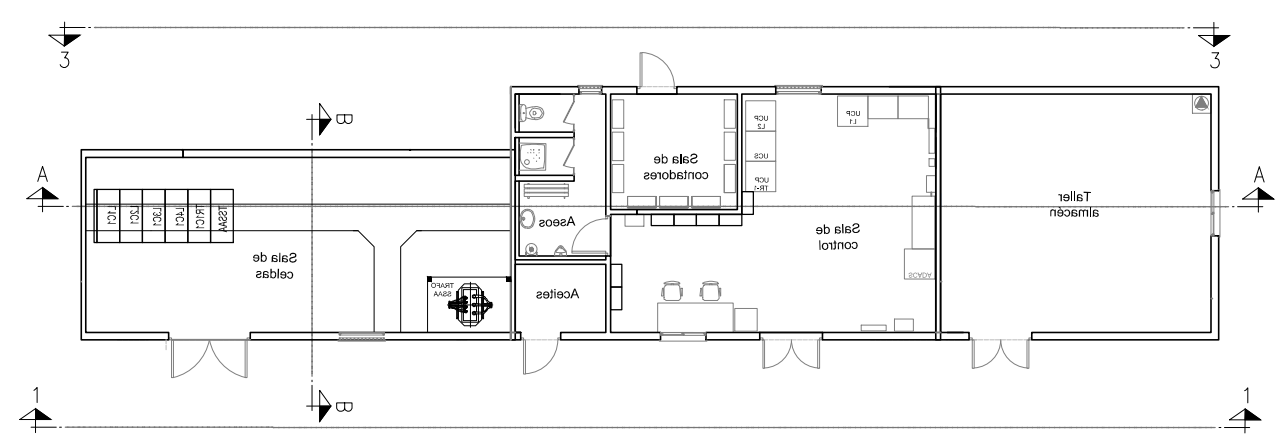 3
3
B
A
A
UCP
L2
UCP
L1
UCS
UCP
TR-1
Sala de
contadores
L1C1
L2C1
L3C1
L4C1
TR1C1
TSSAA
Taller
almacén
Aseos
Sala de
control
Sala de
celdas
SCADA
TRAFO
SSAA
Aceites
1
1
B